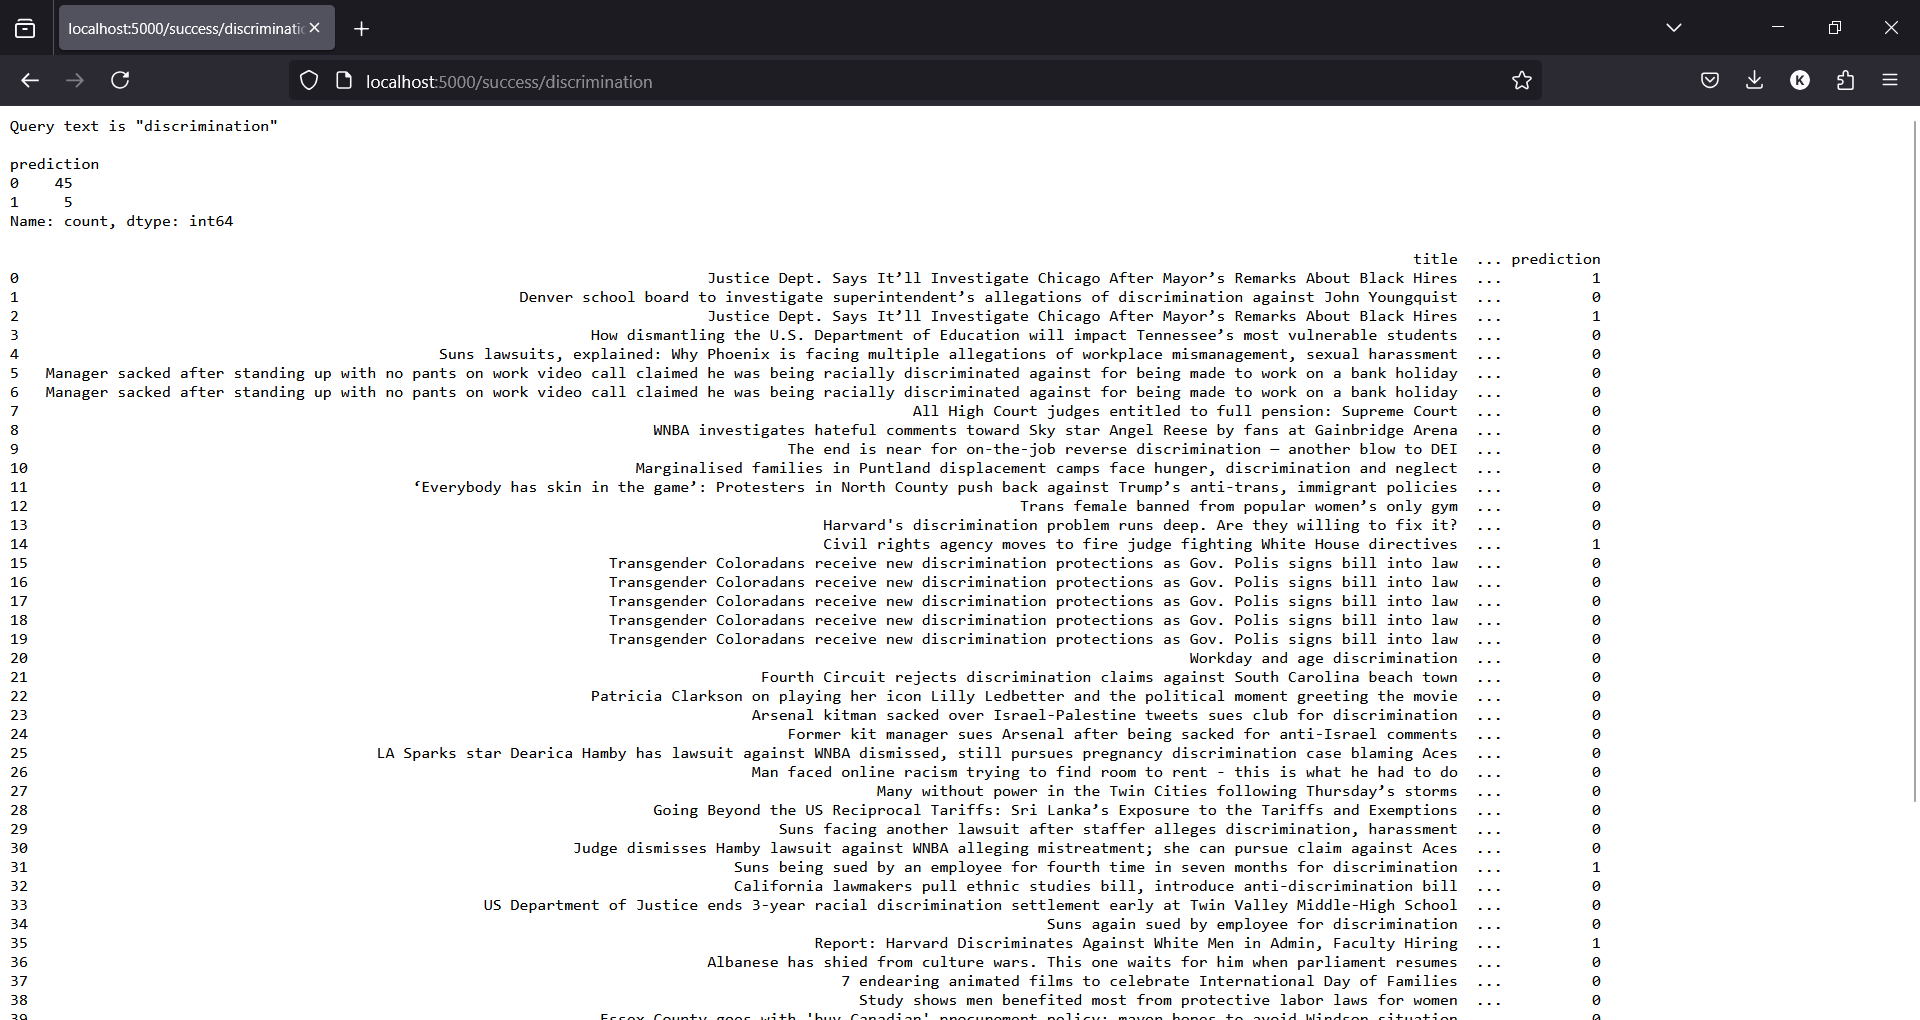 localhost:5000/success/discriminatic
localhost:5000/success/discrimination
K
Query text is "discrimination"
prediction
0 45
1 5
Name: count, dtype: int64
title ... prediction
0 Justice Dept. Says It’ll Investigate Chicago After Mayor’s Remarks About Black Hires ... 1
1 Denver school board to investigate superintendent’s allegations of discrimination against John Youngquist ... 0
2 Justice Dept. Says It’ll Investigate Chicago After Mayor’s Remarks About Black Hires ... 1
3 How dismantling the U.S. Department of Education will impact Tennessee’s most vulnerable students ... 0
4 Suns lawsuits, explained: Why Phoenix is facing multiple allegations of workplace mismanagement, sexual harassment ... 0
5 Manager sacked after standing up with no pants on work video call claimed he was being racially discriminated against for being made to work on a bank holiday ... 0
6 Manager sacked after standing up with no pants on work video call claimed he was being racially discriminated against for being made to work on a bank holiday ... 0
7 All High Court judges entitled to full pension: Supreme Court ... 0
8 WNBA investigates hateful comments toward Sky star Angel Reese by fans at Gainbridge Arena ... 0
9 The end is near for on-the-job reverse discrimination — another blow to DEI ... 0
10 Marginalised families in Puntland displacement camps face hunger, discrimination and neglect ... 0
11 ‘Everybody has skin in the game’: Protesters in North County push back against Trump’s anti-trans, immigrant policies ... 0
12 Trans female banned from popular women’s only gym ... 0
13 Harvard's discrimination problem runs deep. Are they willing to fix it? ... 0
14 Civil rights agency moves to fire judge fighting White House directives ... 1
15 Transgender Coloradans receive new discrimination protections as Gov. Polis signs bill into law ... 0
16 Transgender Coloradans receive new discrimination protections as Gov. Polis signs bill into law ... 0
17 Transgender Coloradans receive new discrimination protections as Gov. Polis signs bill into law ... 0
18 Transgender Coloradans receive new discrimination protections as Gov. Polis signs bill into law ... 0
19 Transgender Coloradans receive new discrimination protections as Gov. Polis signs bill into law ... 0
20 Workday and age discrimination ... 0
21 Fourth Circuit rejects discrimination claims against South Carolina beach town ... 0
22 Patricia Clarkson on playing her icon Lilly Ledbetter and the political moment greeting the movie ... 0
23 Arsenal kitman sacked over Israel-Palestine tweets sues club for discrimination ... 0
24 Former kit manager sues Arsenal after being sacked for anti-Israel comments ... 0
25 LA Sparks star Dearica Hamby has lawsuit against WNBA dismissed, still pursues pregnancy discrimination case blaming Aces ... 0
26 Man faced online racism trying to find room to rent - this is what he had to do ... 0
27 Many without power in the Twin Cities following Thursday’s storms ... 0
28 Going Beyond the US Reciprocal Tariffs: Sri Lanka’s Exposure to the Tariffs and Exemptions ... 0
29 Suns facing another lawsuit after staffer alleges discrimination, harassment ... 0
30 Judge dismisses Hamby lawsuit against WNBA alleging mistreatment; she can pursue claim against Aces ... 0
31 Suns being sued by an employee for fourth time in seven months for discrimination ... 1
32 California lawmakers pull ethnic studies bill, introduce anti-discrimination bill ... 0
33 US Department of Justice ends 3-year racial discrimination settlement early at Twin Valley Middle-High School ... 0
34 Suns again sued by employee for discrimination ... 0
35 Report: Harvard Discriminates Against White Men in Admin, Faculty Hiring ... 1
36 Albanese has shied from culture wars. This one waits for him when parliament resumes ... 0
37 7 endearing animated films to celebrate International Day of Families ... 0
38 Study shows men benefited most from protective labor laws for women ... 0
39 Essex County goes with 'buy Canadian' procurement policy; mayor hopes to avoid Windsor situation ... 0